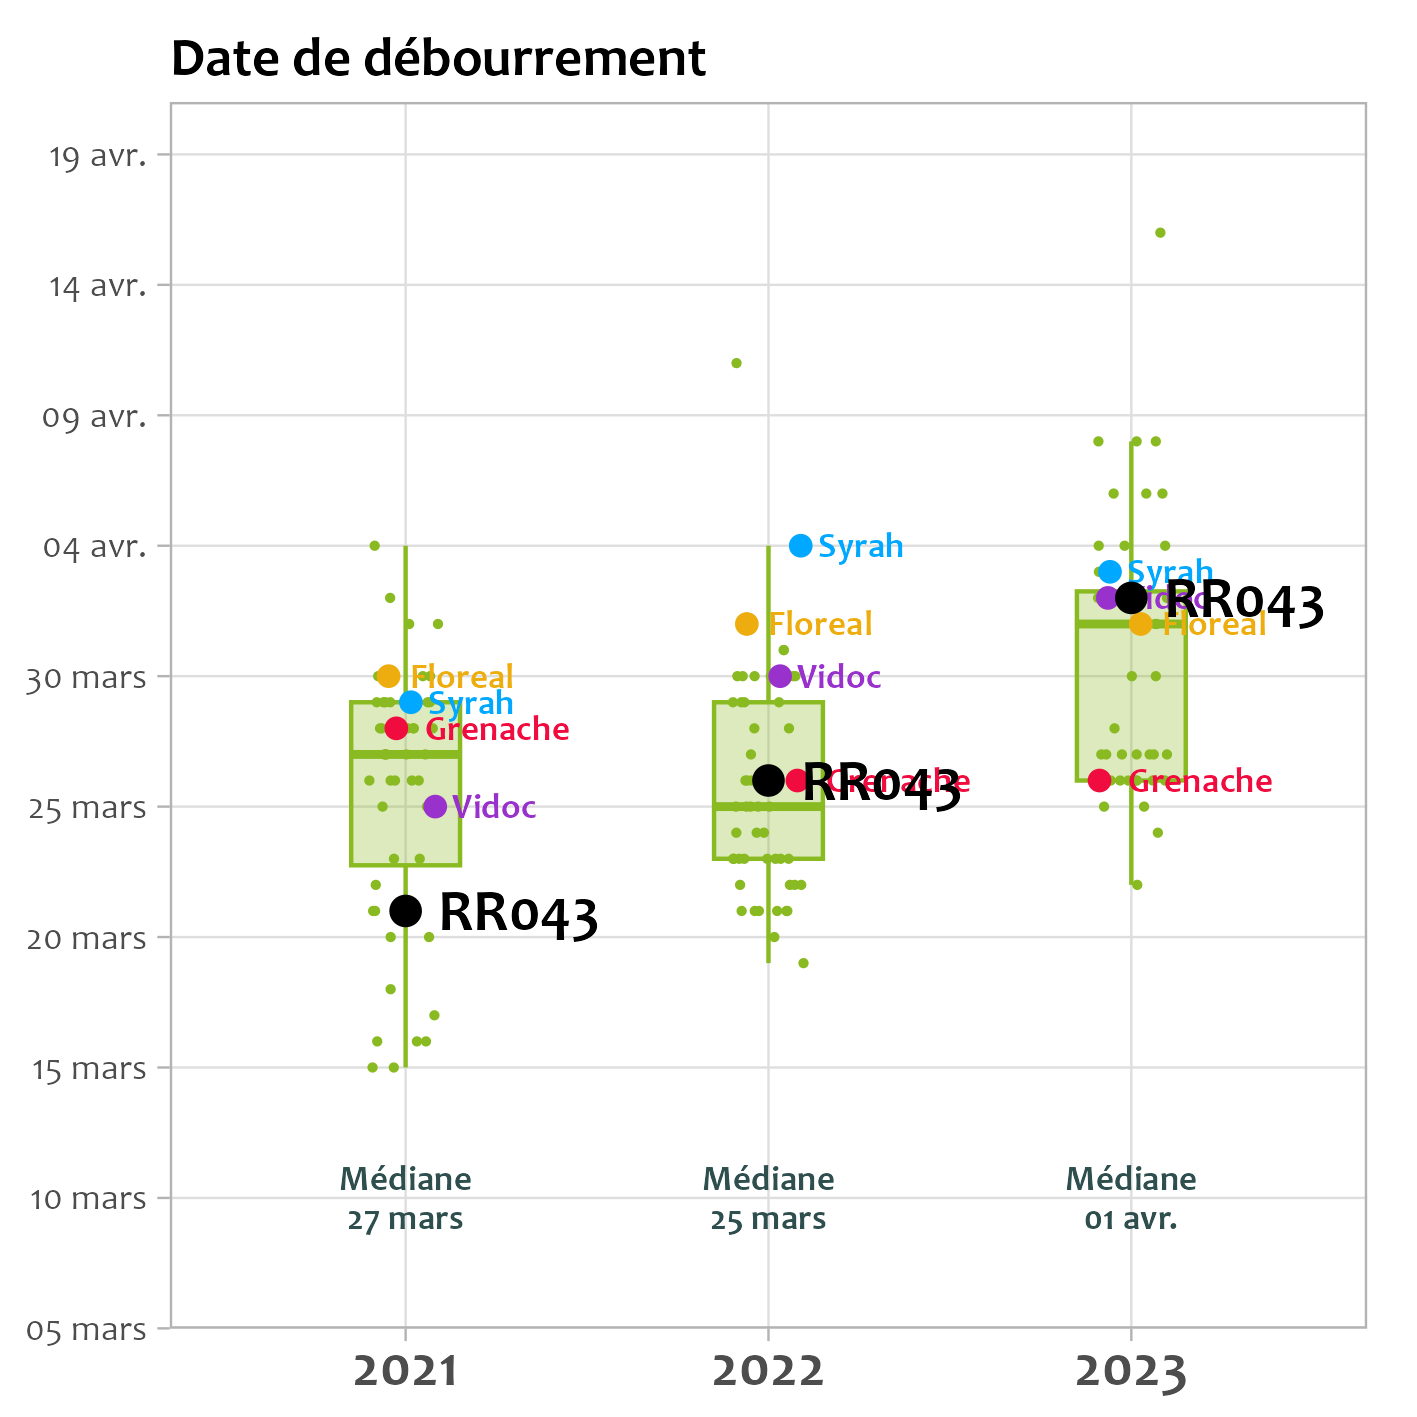 Date de débourrement
19 avr.
14 avr.
09 avr.
04 avr.
30 mars
25 mars
20 mars
15 mars
10 mars
05 mars
Floreal
Syrah
Grenache
Vidoc
RR043
Syrah
Floreal
Vidoc
Grenache
RR043
Syrah
Vidoc
RR043
Floreal
Grenache
Médiane
27 mars
Médiane
25 mars
Médiane
01 avr.
2021
2022
2023